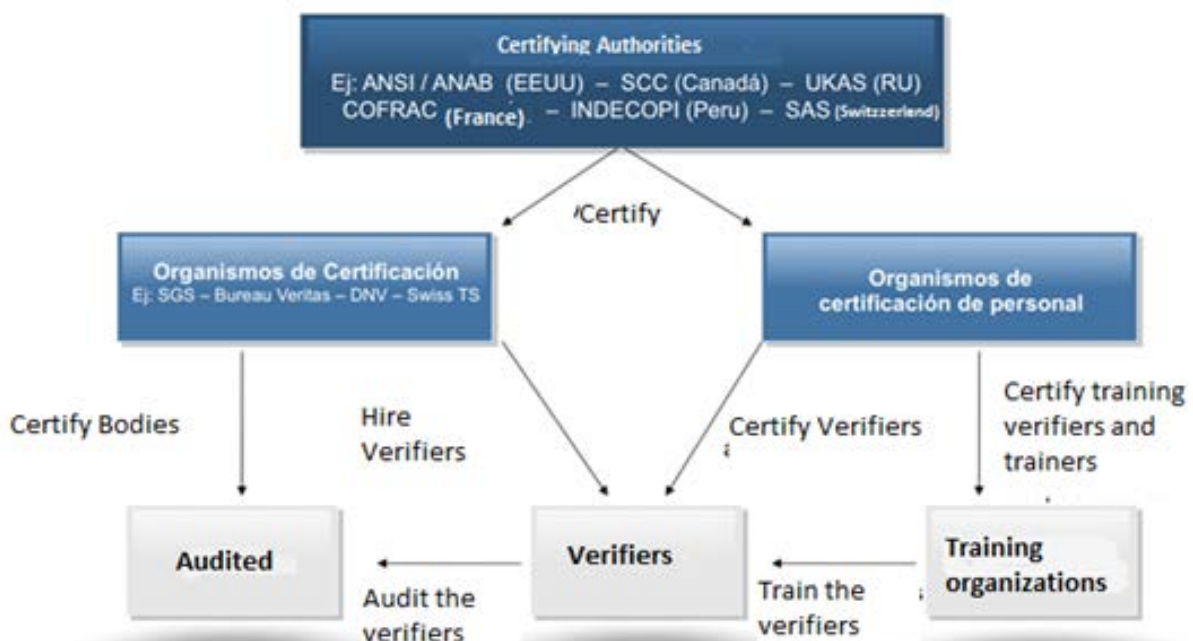 Certifying Authorities
Ej: ANSI / ANAB (EEUU) – SCC (Canadá) – UKAS (RU)
COFRAC (France) – INDECOPI (Peru) – SAS (Switzzerland)
Certify
Organismos de Certificación
Ej: SGS – Bureau Veritas – DNV – Swiss TS
Organismos de
certificación de personal
Certify Bodies
Hire
Verifiers
Certify Verifiers
Certify training
verifiers and
trainers
Audited
Verifiers
Training
organizations
Audit the
verifiers
Train the
verifiers